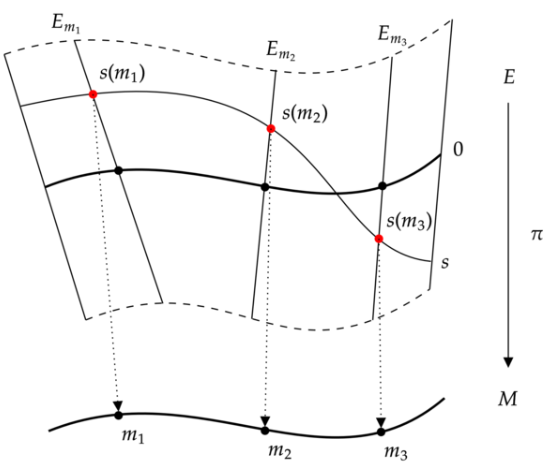 E_{m_1}
E_{m_2}
E_{m_3}
s(m_1)
s(m_2)
s(m_3)
0
s
E
π
M
m_1
m_2
m_3